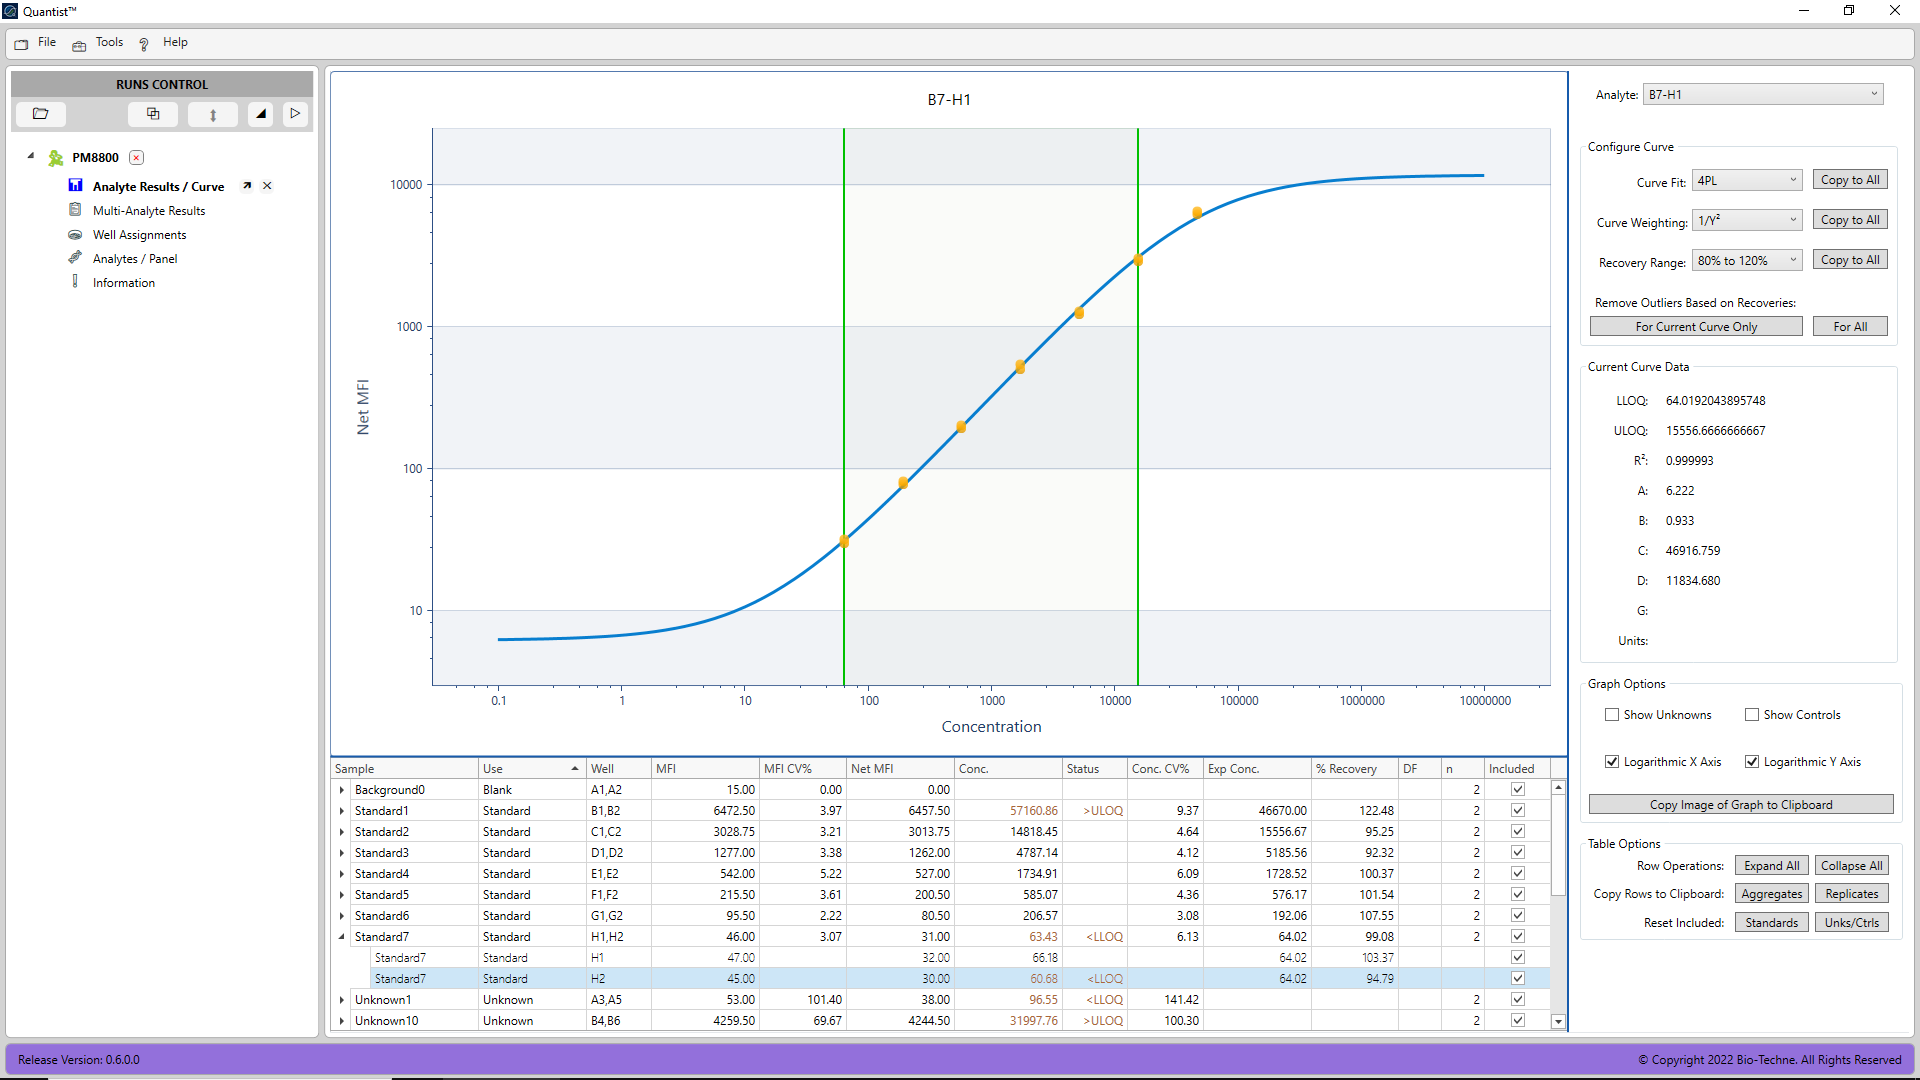 Quantist™
File Tools Help
RUNS CONTROL
PM8800
Analyte Results / Curve
Multi-Analyte Results
Well Assignments
Analytes / Panel
Information
B7-H1
10000
1000
100
10
Net MFI
0.1 1 10 100 1000 10000 100000 1000000 10000000
Concentration
Sample Use Well MFI MFI CV% Net MFI Conc. Status Conc. CV% Exp Conc. % Recovery DF n Included
Background0 Blank A1,A2 15.00 0.00 0.00 2
Standard1 Standard B1,B2 6472.50 3.97 6457.50 57160.86 >ULOQ 9.37 46670.00 122.48 2
Standard2 Standard C1,C2 3028.75 3.21 3013.75 14818.45 4.64 15556.67 95.25 2
Standard3 Standard D1,D2 1277.00 3.38 1262.00 4787.14 4.12 5185.56 92.32 2
Standard4 Standard E1,E2 542.00 5.22 527.00 1734.91 6.09 1728.52 100.37 2
Standard5 Standard F1,F2 215.50 3.61 200.50 585.07 4.36 576.17 101.54 2
Standard6 Standard G1,G2 95.50 2.22 80.50 206.57 3.08 192.06 107.55 2
Standard7 Standard H1,H2 46.00 3.07 31.00 63.43 <LLOQ 6.13 64.02 99.08 2
Standard7 Standard H1 47.00 32.00 66.18 64.02 103.37
Standard7 Standard H2 45.00 30.00 60.68 <LLOQ 64.02 94.79
Unknown1 Unknown A3,A5 53.00 101.40 38.00 96.55 <LLOQ 141.42 2
Unknown10 Unknown B4,B6 4259.50 69.67 4244.50 31997.76 >ULOQ 100.30 2
Analyte: B7-H1
Configure Curve
Curve Fit: 4PL Copy to All
Curve Weighting: 1/Y² Copy to All
Recovery Range: 80% to 120% Copy to All
Remove Outliers Based on Recoveries:
For Current Curve Only For All
Current Curve Data
LLOQ: 64.0192043895748
ULOQ: 15556.6666666667
R²: 0.999993
A: 6.222
B: 0.933
C: 46916.759
D: 11834.680
G:
Units:
Graph Options
Show Unknowns Show Controls
Logarithmic X Axis Logarithmic Y Axis
Copy Image of Graph to Clipboard
Table Options
Row Operations: Expand All Collapse All
Copy Rows to Clipboard: Aggregates Replicates
Reset Included: Standards Unks/Ctrls
Release Version: 0.6.0.0
© Copyright 2022 Bio-Techne. All Rights Reserved